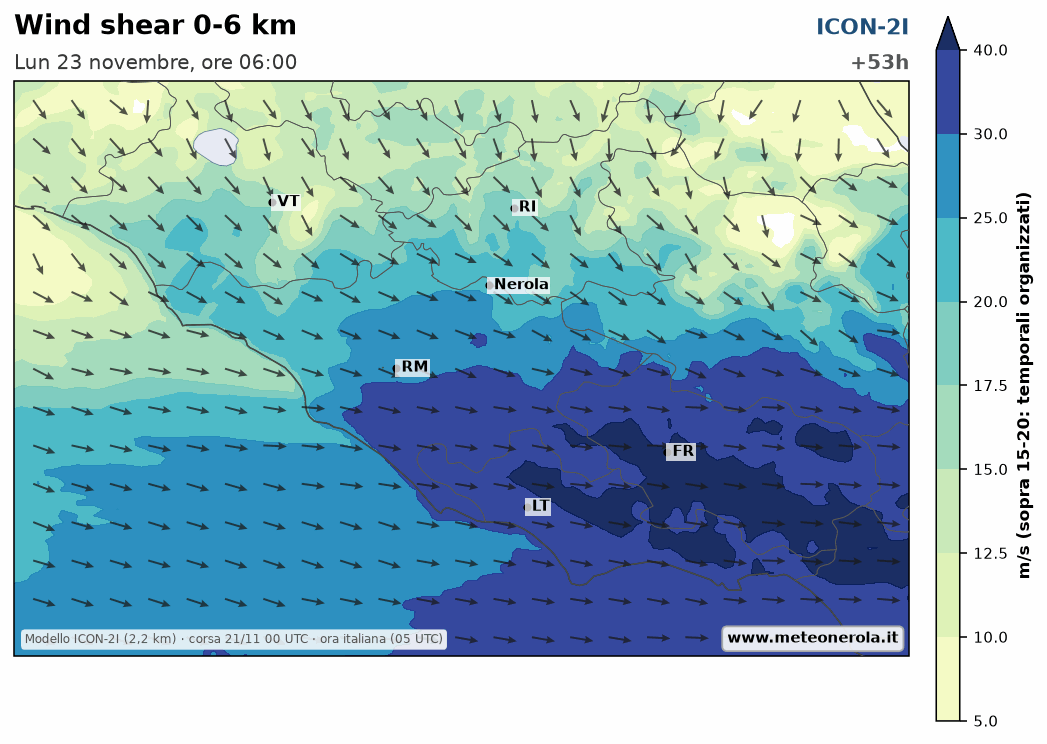 Wind shear 0-6 km
ICON-2I
Lun 23 novembre, ore 06:00
+53h
40.0
30.0
25.0
20.0
17.5
15.0
12.5
10.0
5.0
m/s (sopra 15-20: temporali organizzati)
VT
RI
Nerola
RM
FR
LT
Modello ICON-2I (2,2 km) · corsa 21/11 00 UTC · ora italiana (05 UTC)
www.meteonerola.it